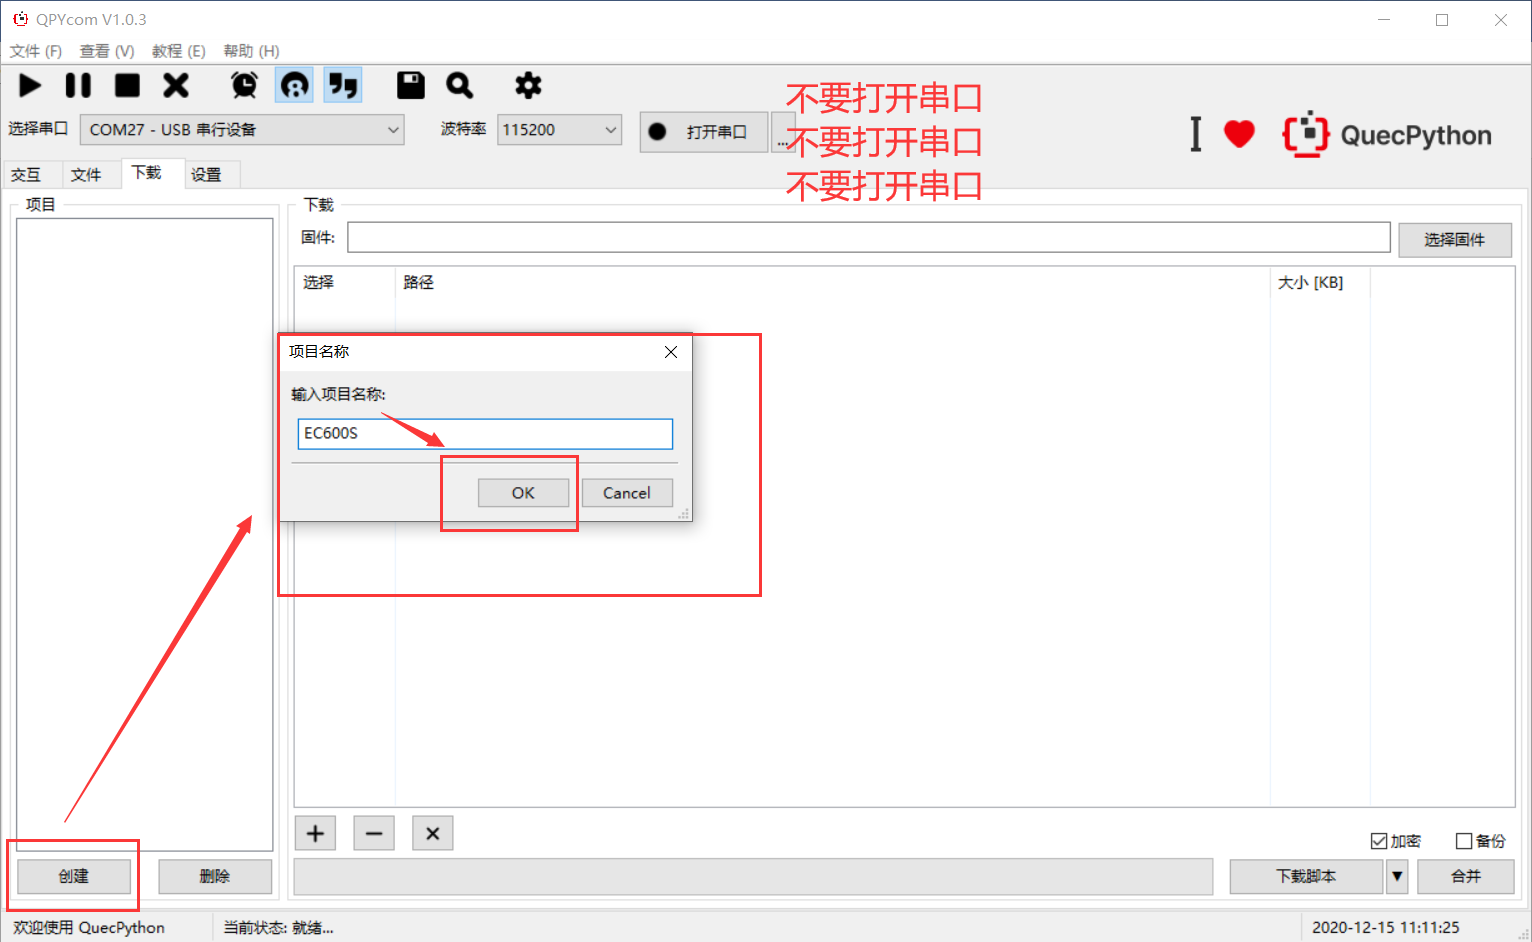 QPYcom V1.0.3
文件 (F) 查看 (V) 教程 (E) 帮助 (H)
不要打开串口
选择串口 COM27 - USB 串行设备 波特率 115200 打开串口 ... 不要打开串口
I QuecPython
交互 文件 下载 设置
不要打开串口
项目 下载
固件: 选择固件
选择 路径 大小 [KB]
项目名称
输入项目名称:
EC600S
OK Cancel
加密 备份
创建 删除 下载脚本 合并
欢迎使用 QuecPython 当前状态: 就绪... 2020-12-15 11:11:25